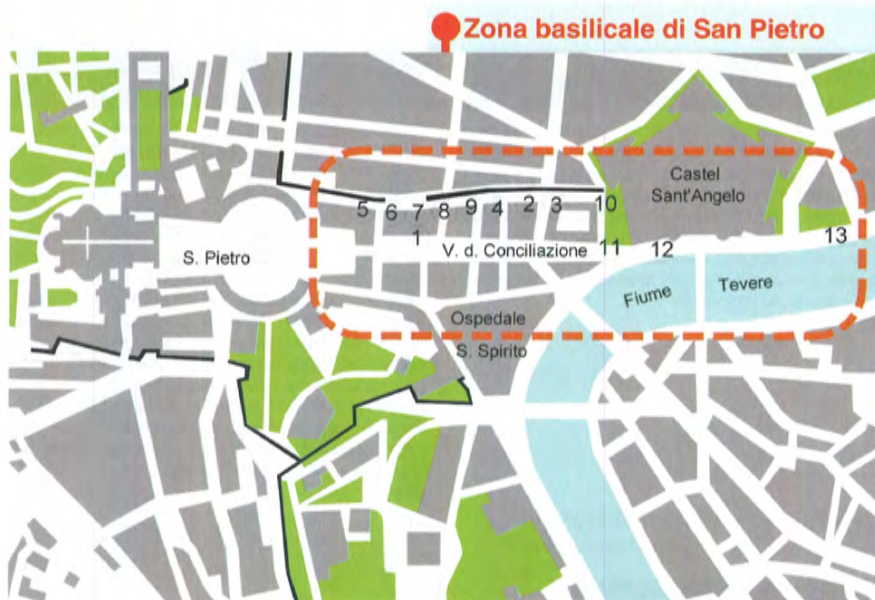 Zona basilicale di San Pietro
Castel
Sant'Angelo
5 6 7 8 9 4 2 3 10
1
S. Pietro
V. d. Conciliazione
11 12 13
Fiume Tevere
Ospedale
S. Spirito